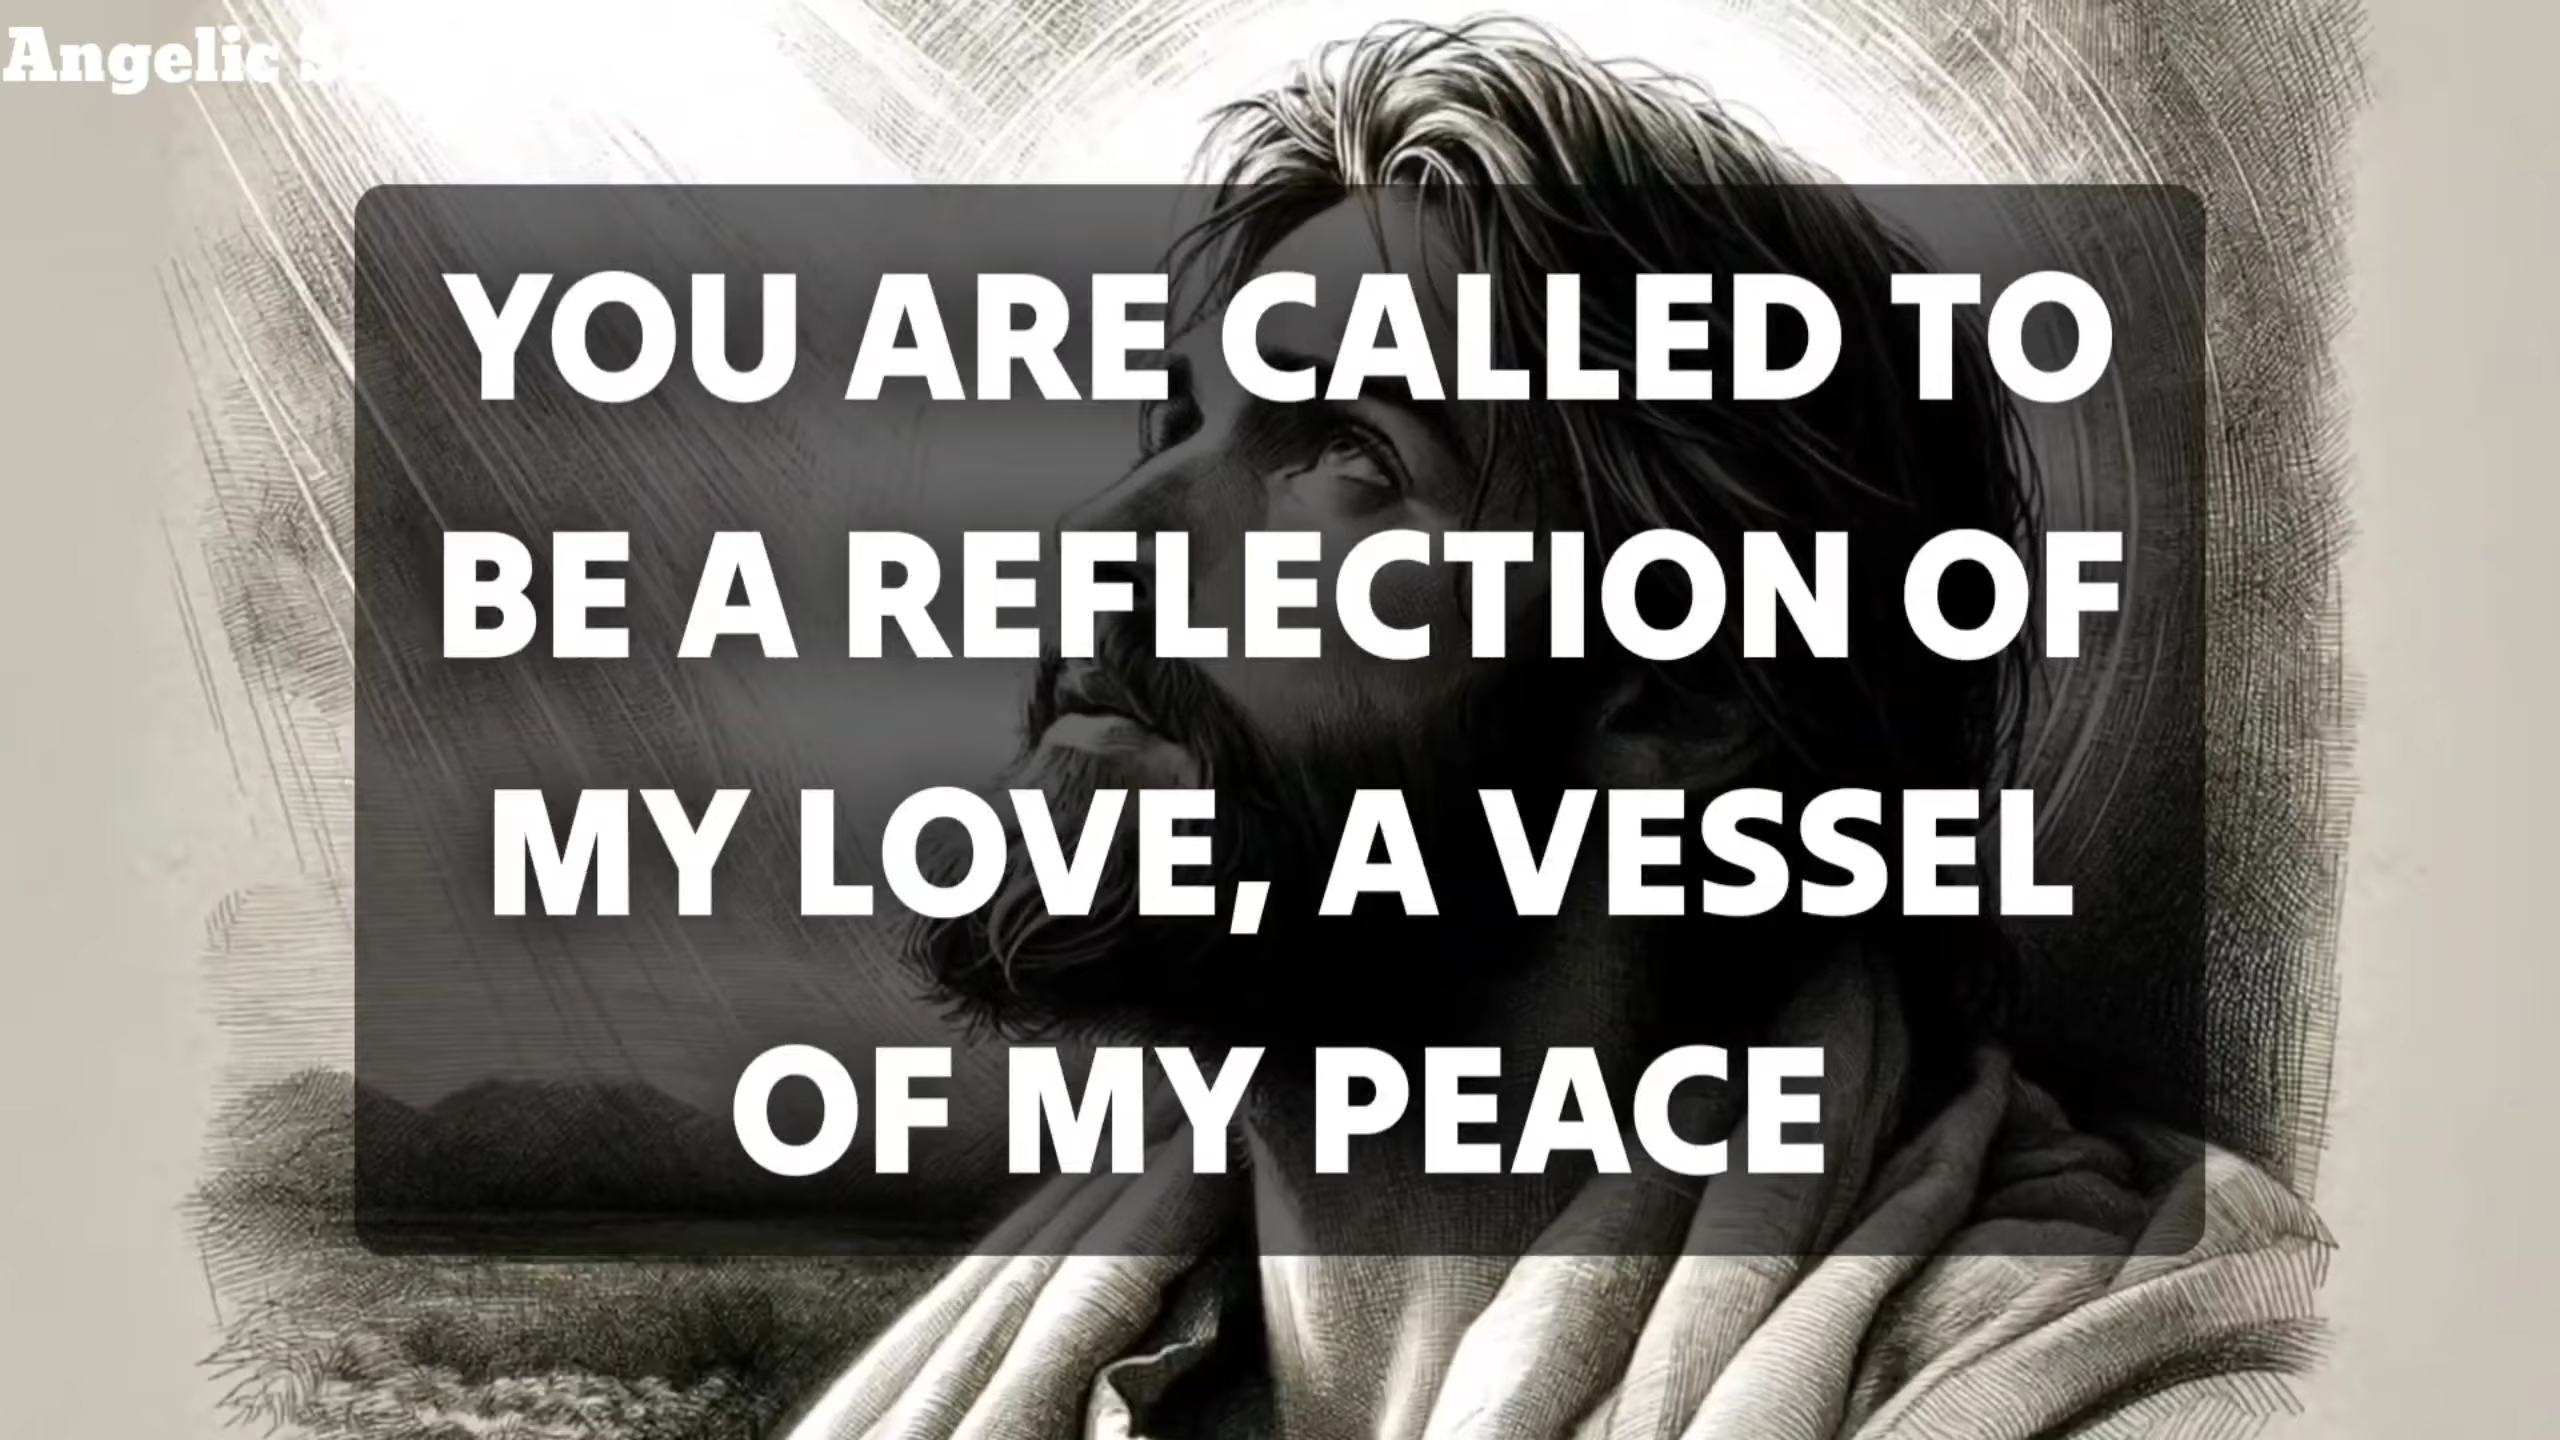 Angelic
YOU ARE CALLED TO
BE A REFLECTION OF
MY LOVE, A VESSEL
OF MY PEACE